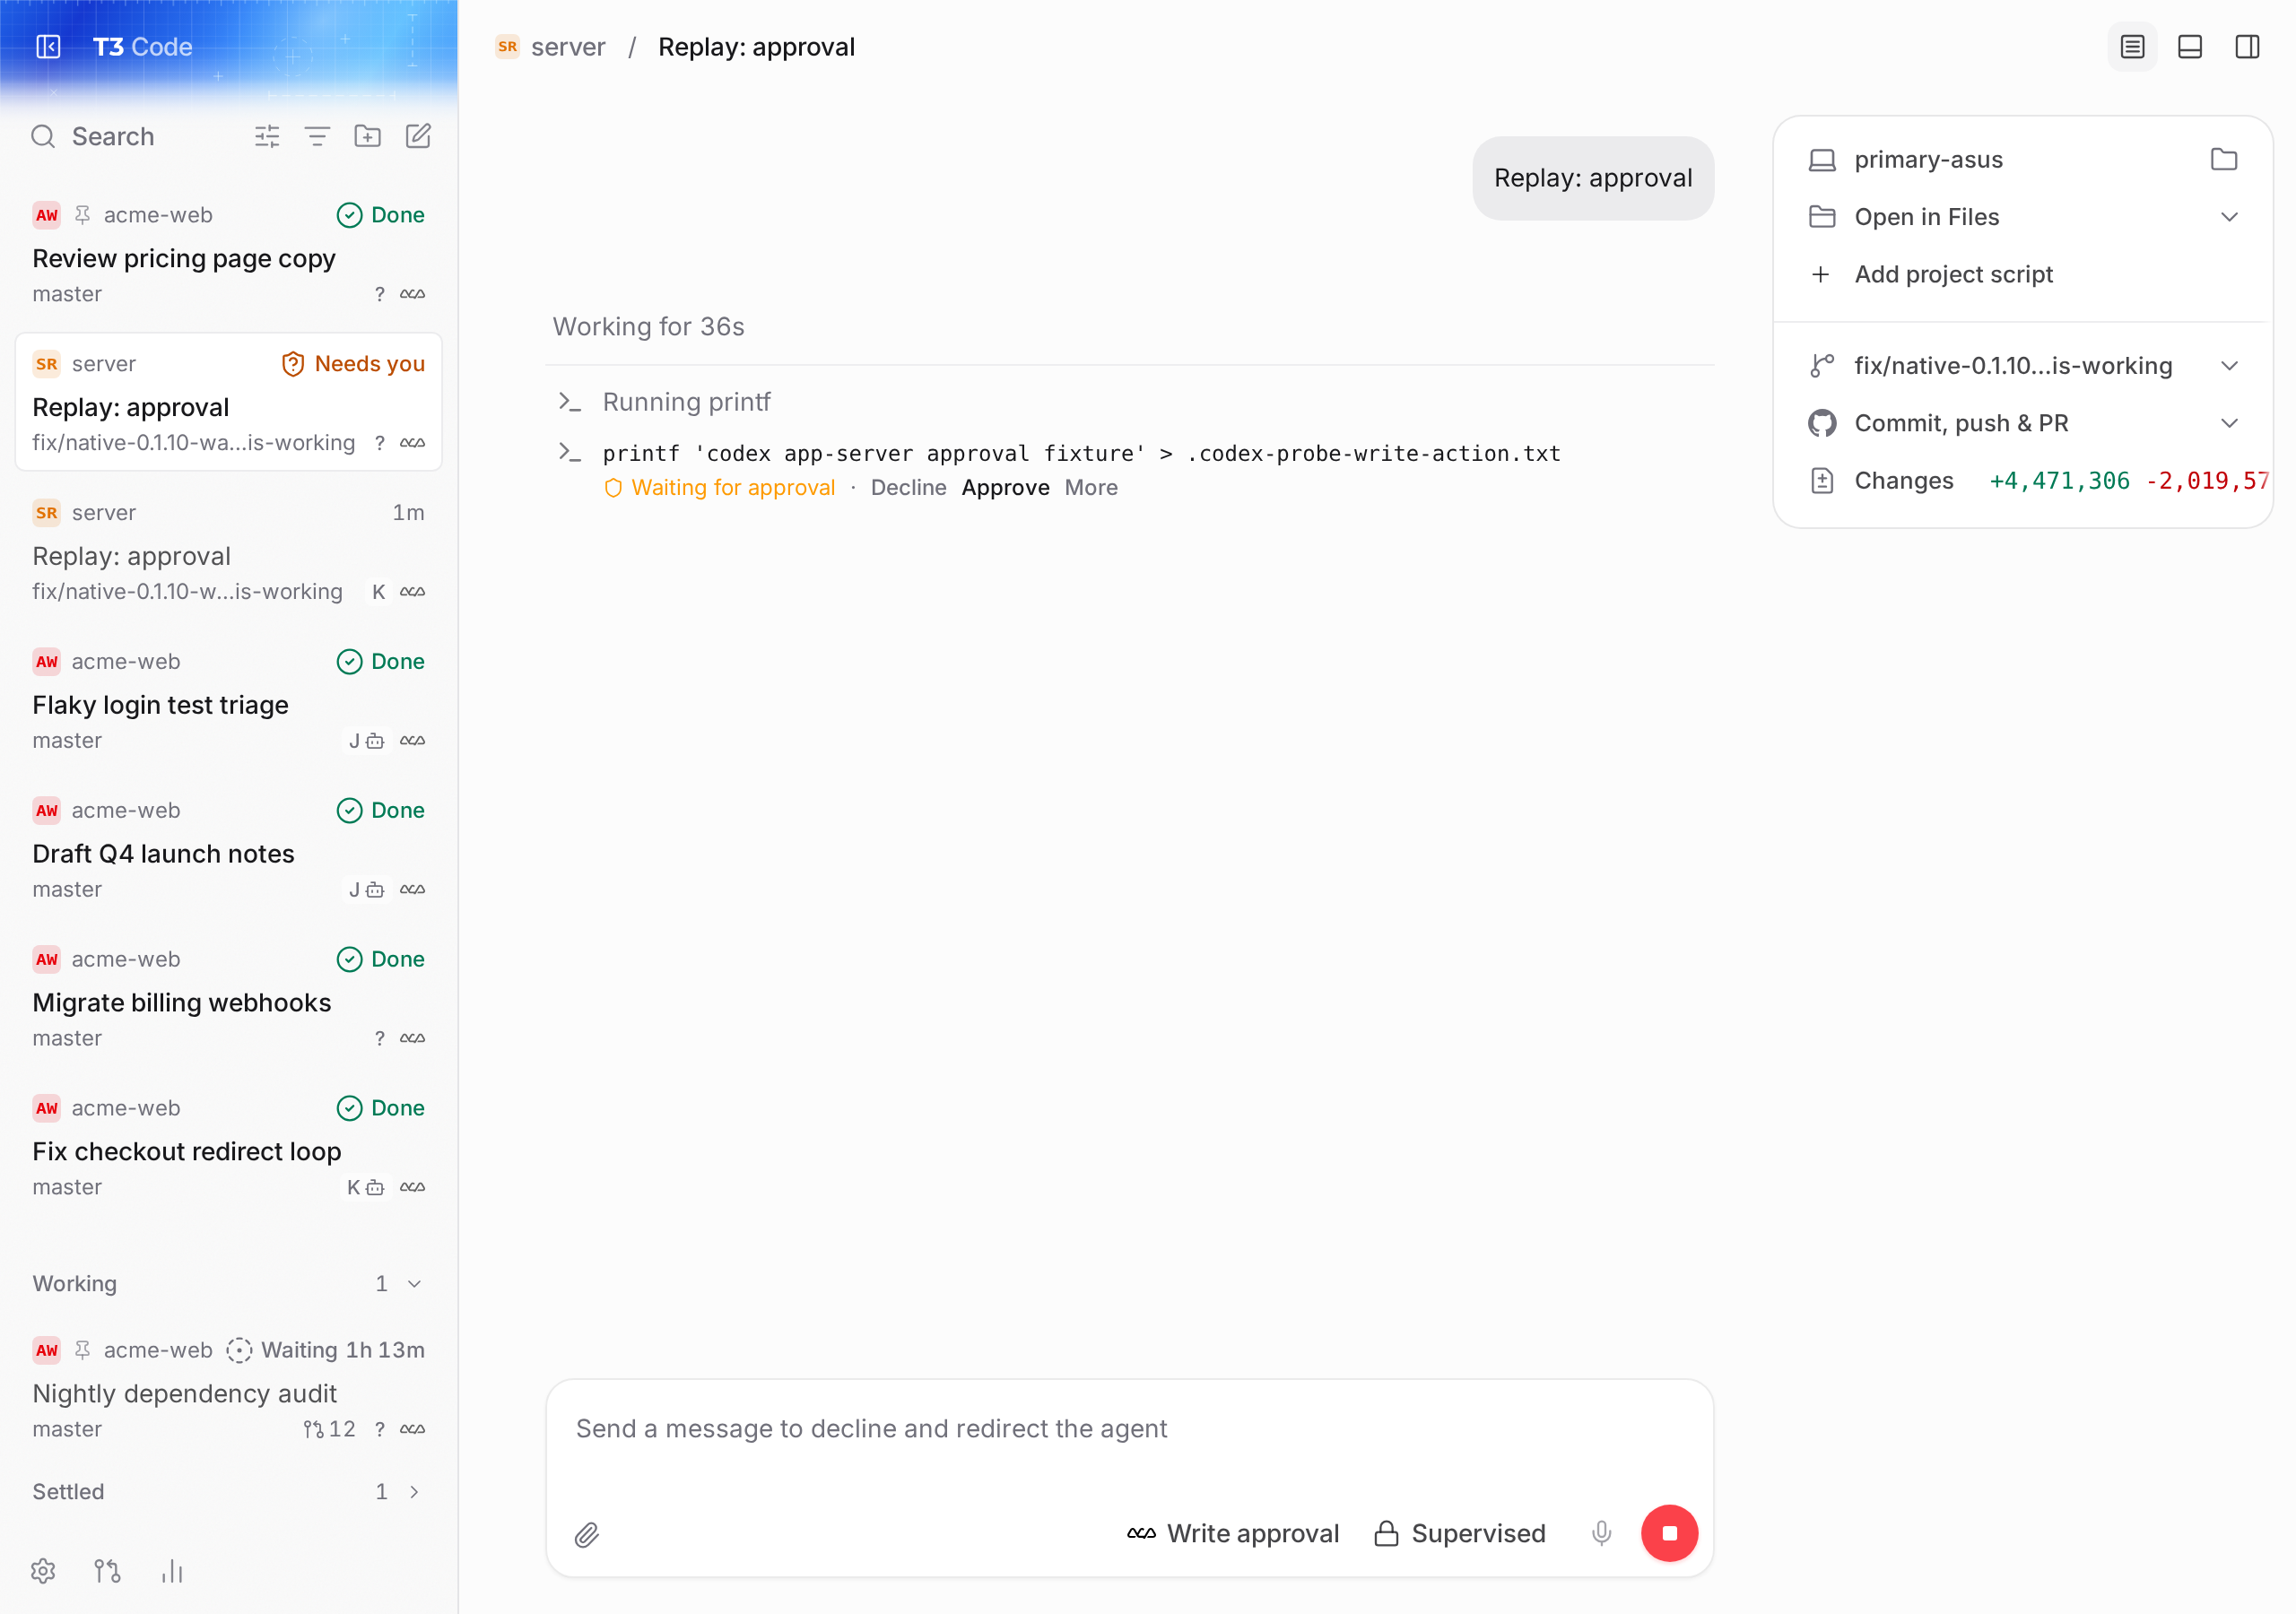 T3 Code
Search
AW acme-web Done
Review pricing page copy
master ?
SR server Needs you
Replay: approval
fix/native-0.1.10-wa...is-working ?
SR server 1m
Replay: approval
fix/native-0.1.10-w...is-working K
AW acme-web Done
Flaky login test triage
master J
AW acme-web Done
Draft Q4 launch notes
master J
AW acme-web Done
Migrate billing webhooks
master ?
AW acme-web Done
Fix checkout redirect loop
master K
Working 1
AW acme-web Waiting 1h 13m
Nightly dependency audit
master 12 ?
Settled 1
SR server / Replay: approval
Replay: approval
Working for 36s
Running printf
printf 'codex app-server approval fixture' > .codex-probe-write-action.txt
Waiting for approval · Decline Approve More
Send a message to decline and redirect the agent
Write approval Supervised
primary-asus
Open in Files
+ Add project script
fix/native-0.1.10...is-working
Commit, push & PR
Changes +4,471,306 -2,019,57